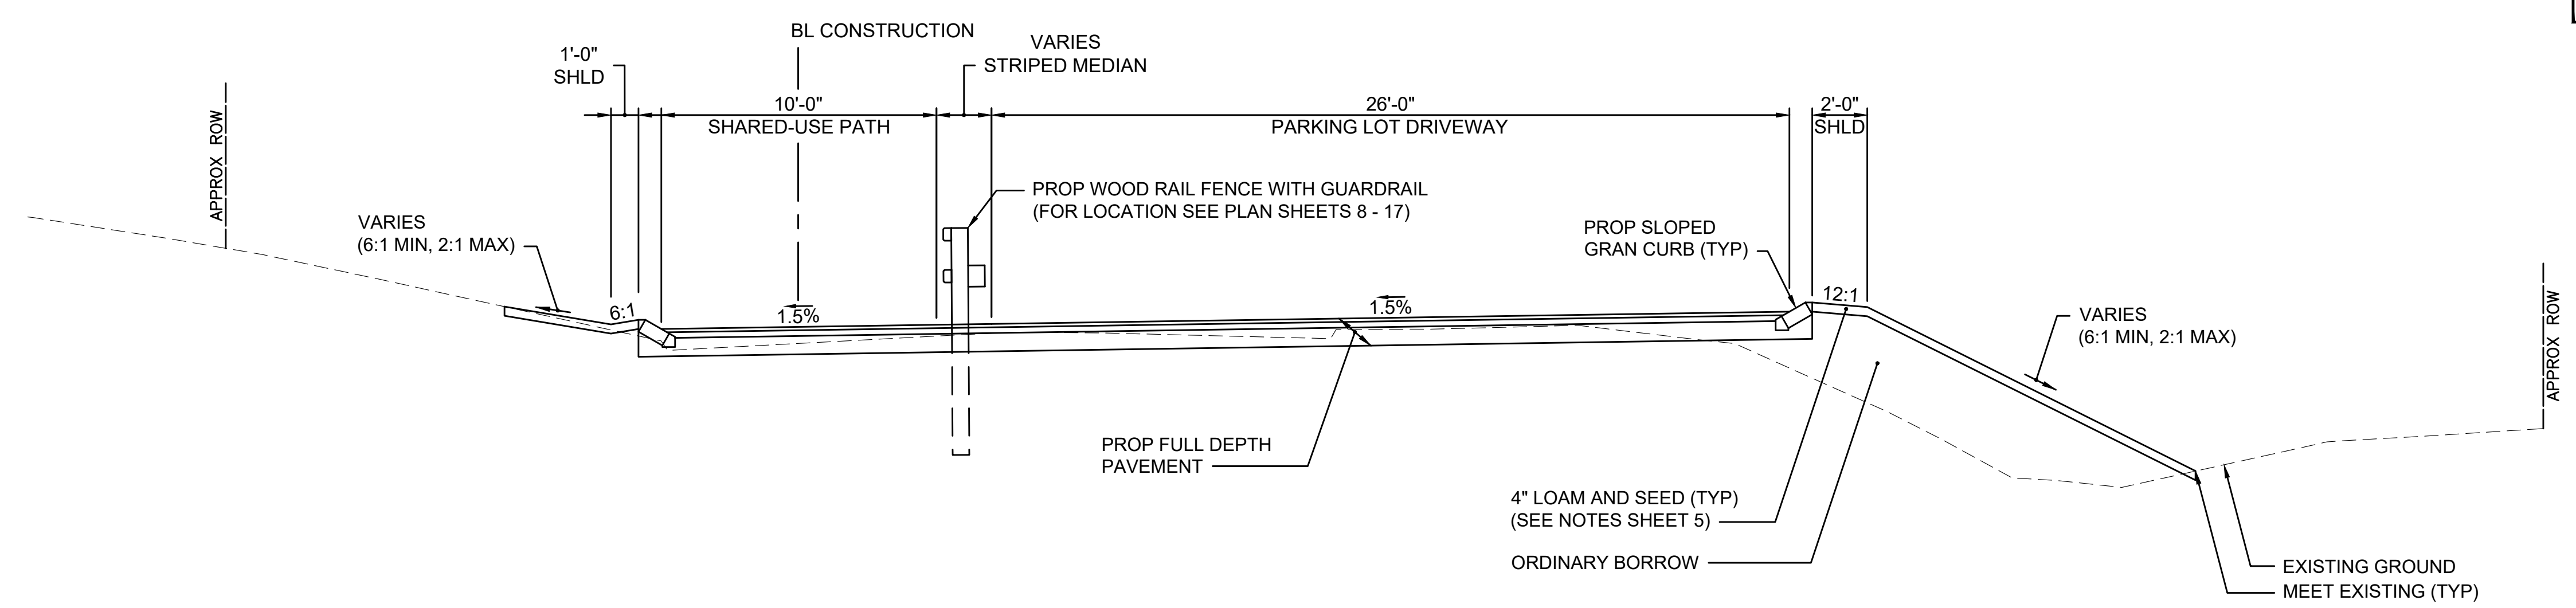 BL CONSTRUCTION
1'-0"
SHLD
VARIES
STRIPED MEDIAN
10'-0"
SHARED-USE PATH
26'-0"
PARKING LOT DRIVEWAY
2'-0"
SHLD
APPROX ROW
PROP WOOD RAIL FENCE WITH GUARDRAIL
(FOR LOCATION SEE PLAN SHEETS 8 - 17)
VARIES
(6:1 MIN, 2:1 MAX)
PROP SLOPED
GRAN CURB (TYP)
6:1
1.5%
1.5%
12:1
VARIES
(6:1 MIN, 2:1 MAX)
APPROX ROW
PROP FULL DEPTH
PAVEMENT
4" LOAM AND SEED (TYP)
(SEE NOTES SHEET 5)
ORDINARY BORROW
EXISTING GROUND
MEET EXISTING (TYP)